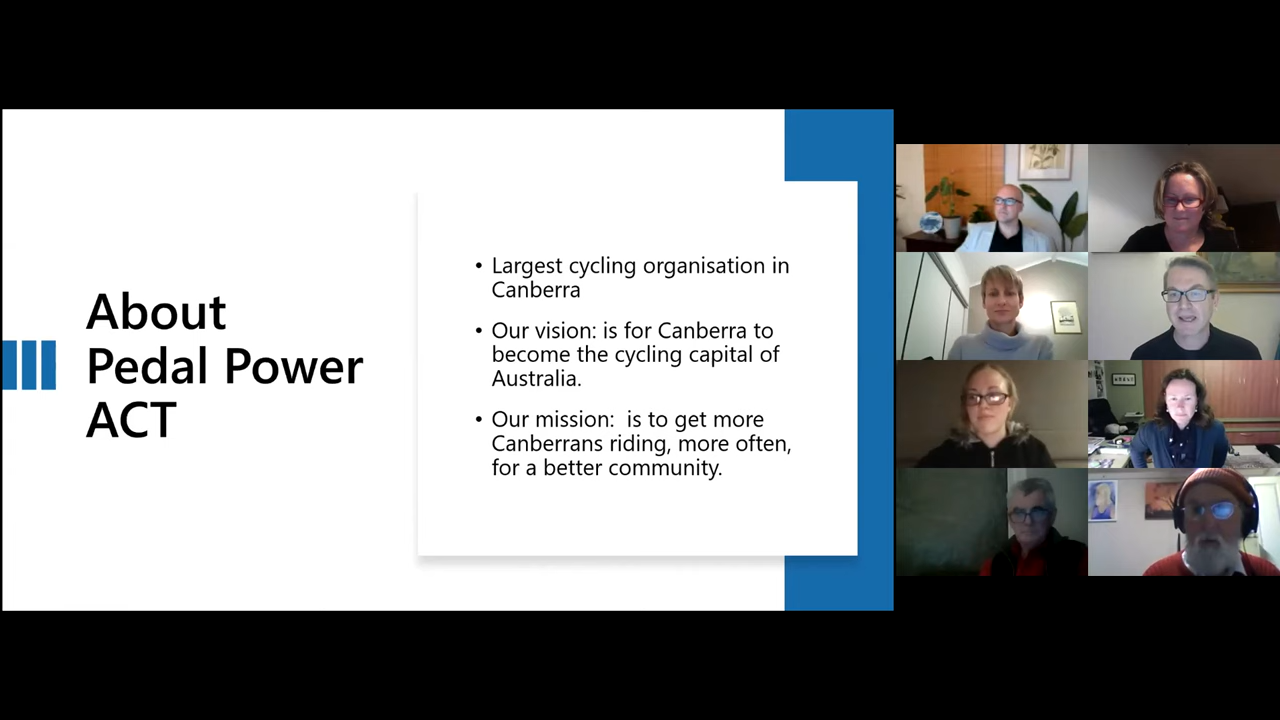 About
Pedal Power
ACT
• Largest cycling organisation in
Canberra
• Our vision: is for Canberra to
become the cycling capital of
Australia.
• Our mission:  is to get more
Canberrans riding, more often,
for a better community.